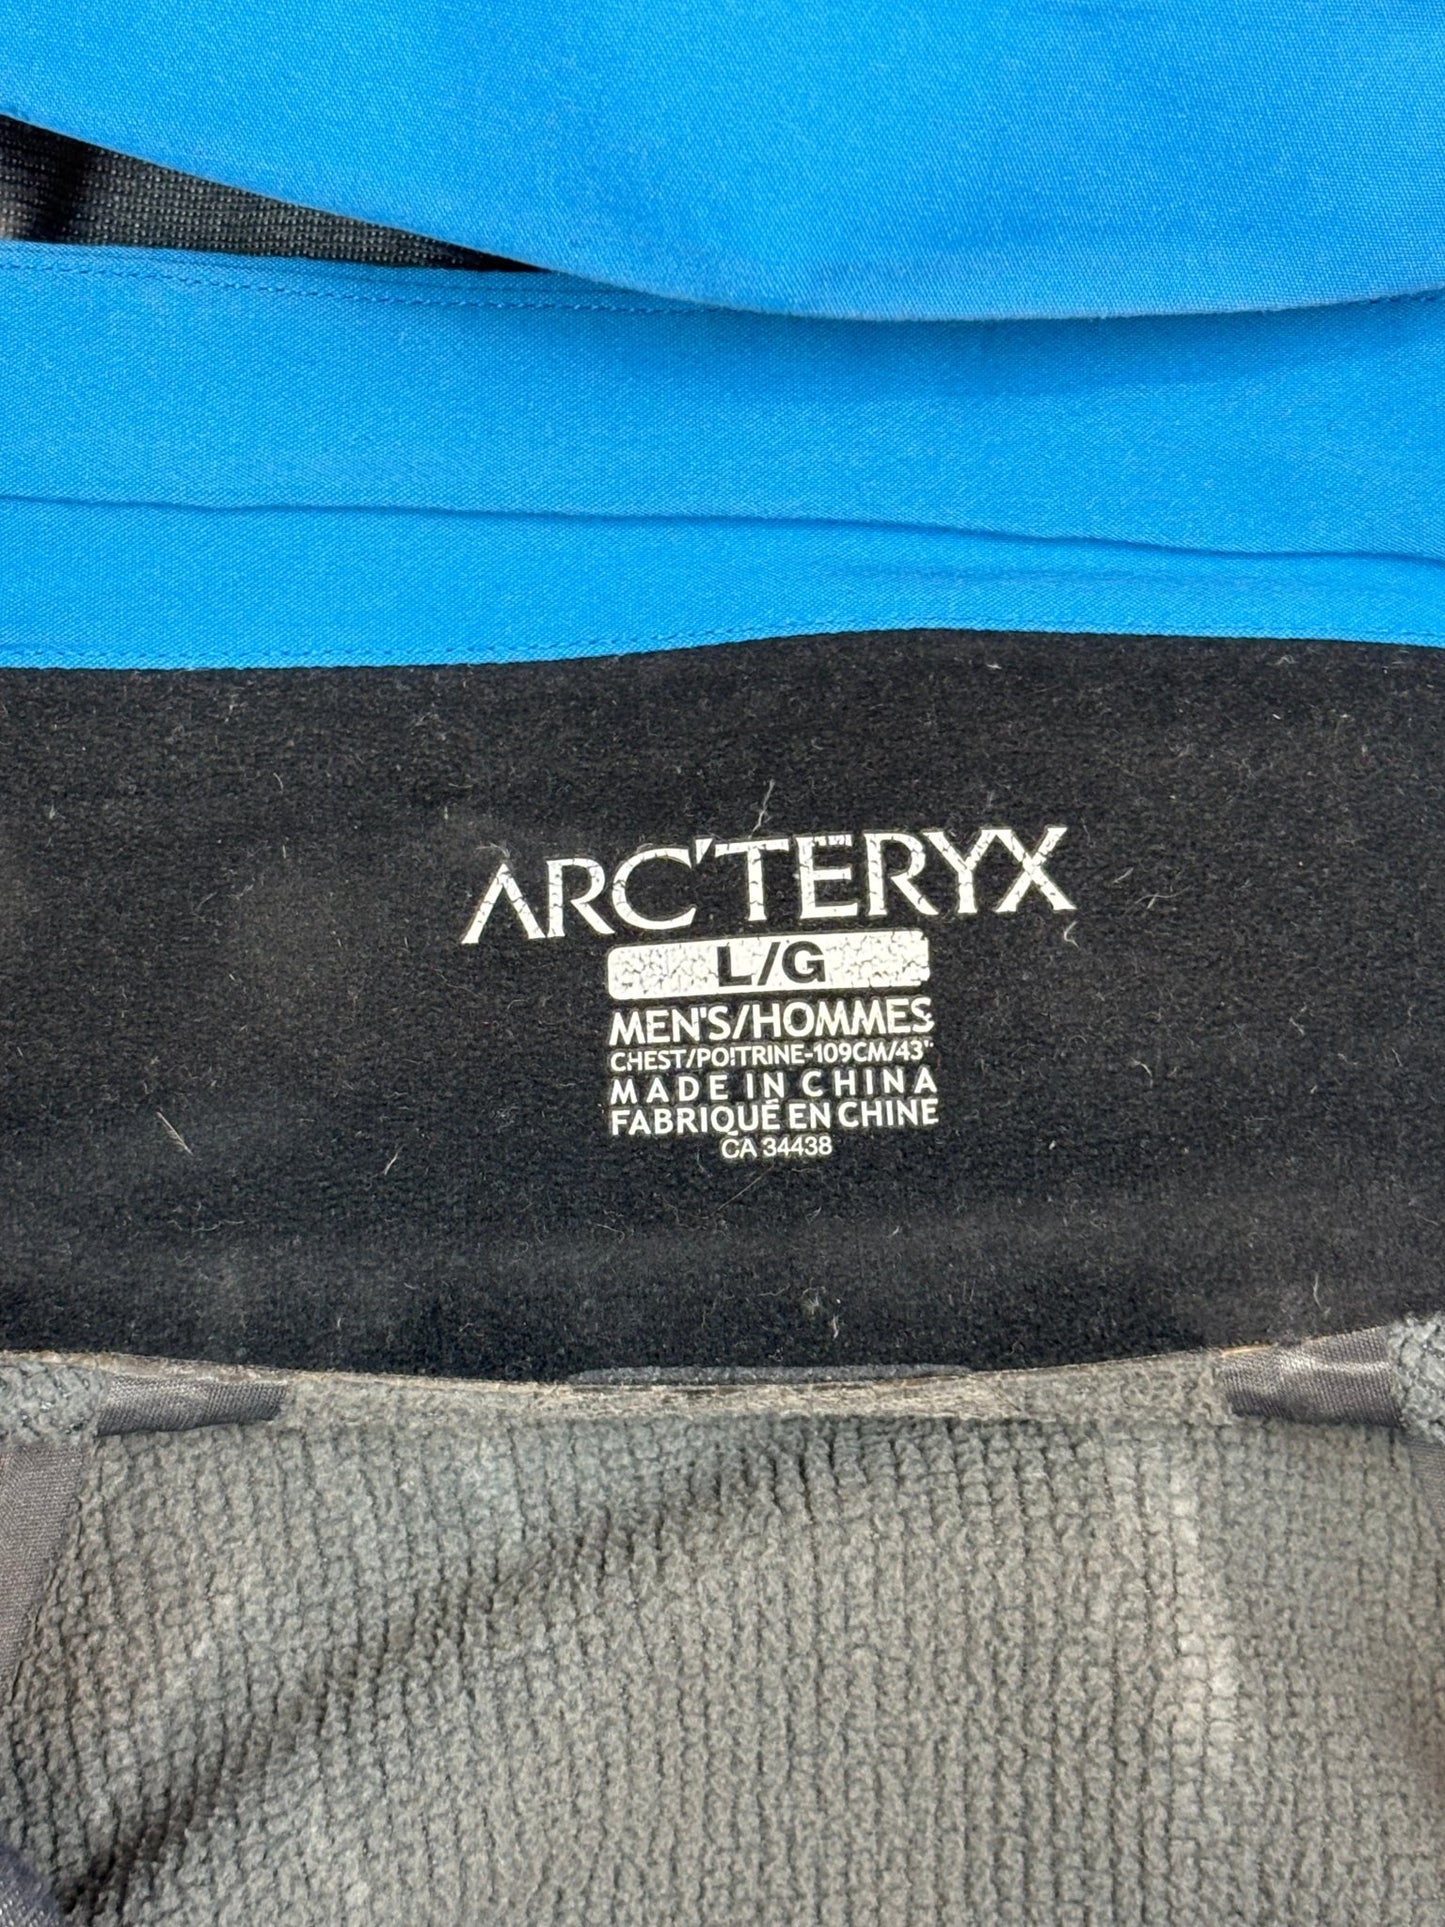 ARC'TERYX
L/G
MEN'S/HOMMES
CHEST/POITRINE-109CM/43"
MADE IN CHINA
FABRIQUÉ EN CHINE
CA 34438